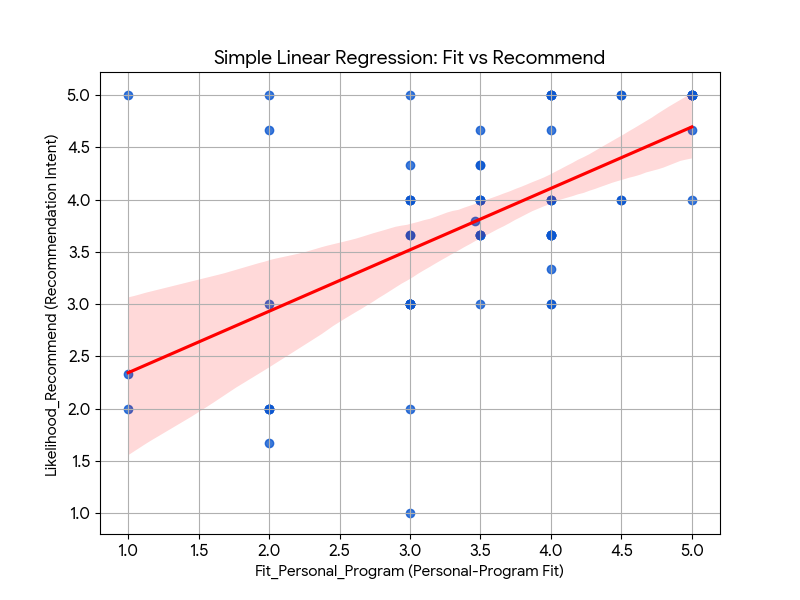 Simple Linear Regression: Fit vs Recommend
Likelihood_Recommend (Recommendation Intent)
5.0
4.5
4.0
3.5
3.0
2.5
2.0
1.5
1.0
1.0 1.5 2.0 2.5 3.0 3.5 4.0 4.5 5.0
Fit_Personal_Program (Personal-Program Fit)